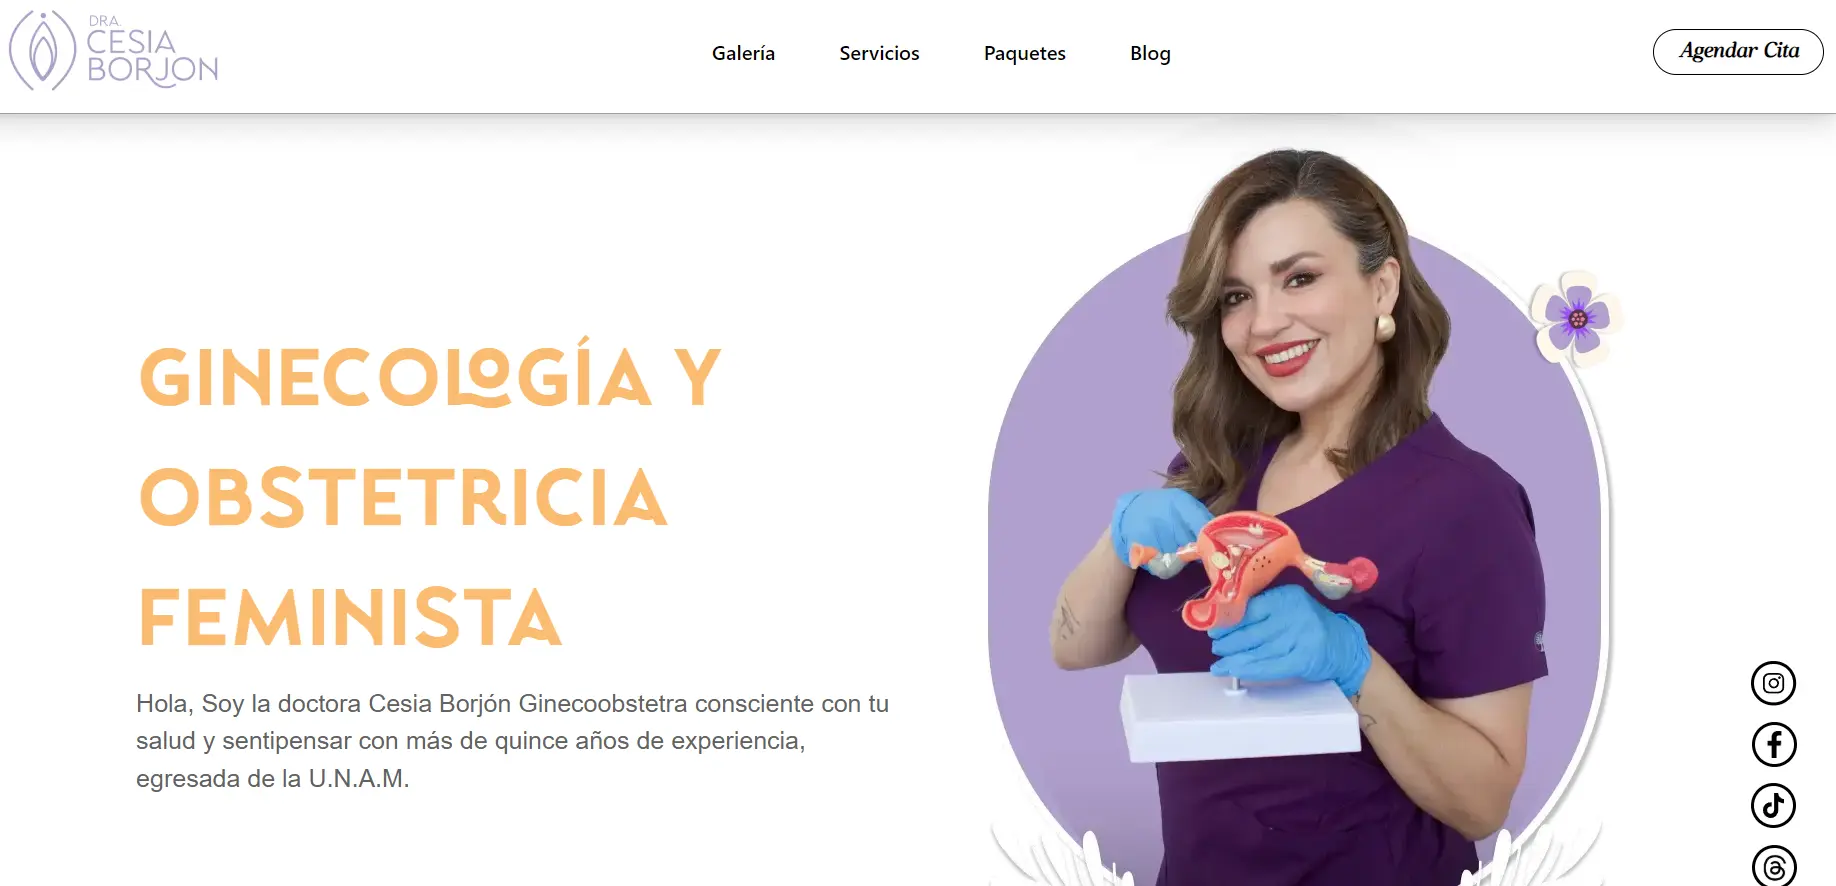 DRA.
CESIA
BORJON
Galería
Servicios
Paquetes
Blog
Agendar Cita
GINECOLOGÍA Y
OBSTETRICIA
FEMINISTA
Hola, Soy la doctora Cesia Borjón Ginecoobstetra consciente con tu
salud y sentipensar con más de quince años de experiencia,
egresada de la U.N.A.M.